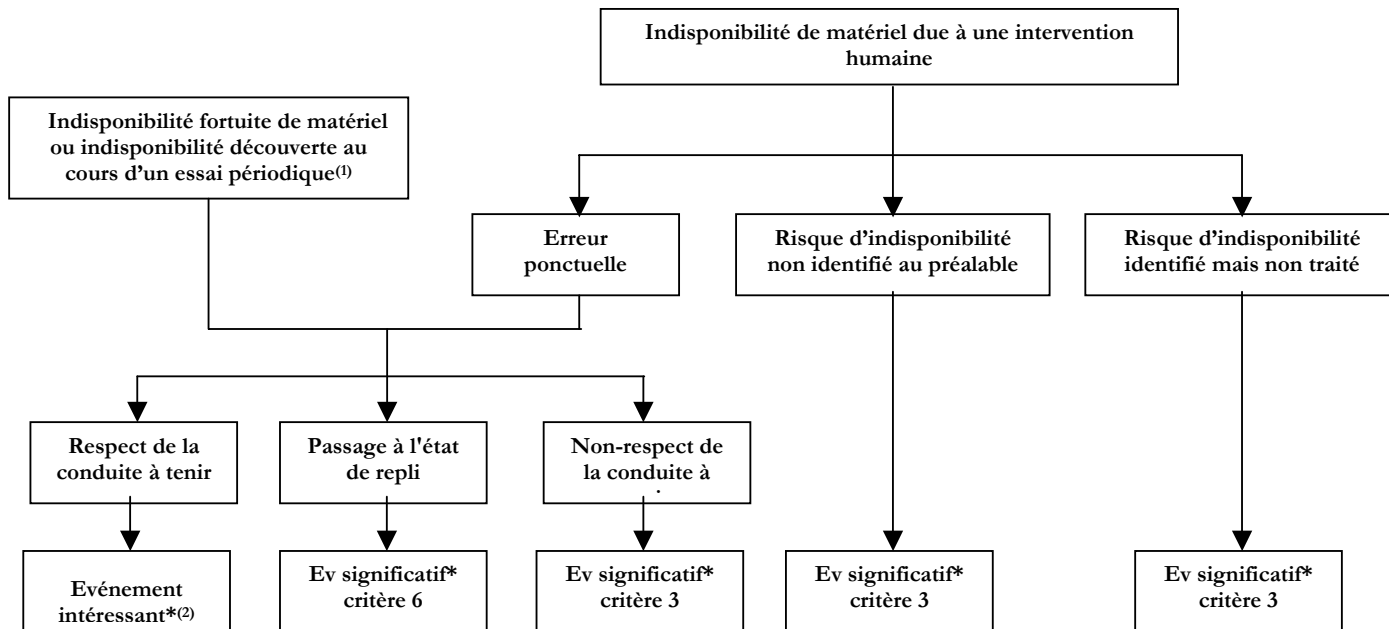 Indisponibilité de matériel due à une intervention
humaine
Indisponibilité fortuite de matériel
ou indisponibilité découverte au
cours d’un essai périodique(1)
Erreur
ponctuelle
Risque d’indisponibilité
non identifié au préalable
Risque d’indisponibilité
identifié mais non traité
Respect de la
conduite à tenir
Passage à l'état
de repli
Non-respect de
la conduite à
Evénement
intéressant*(2)
Ev significatif*
critère 6
Ev significatif*
critère 3
Ev significatif*
critère 3
Ev significatif*
critère 3